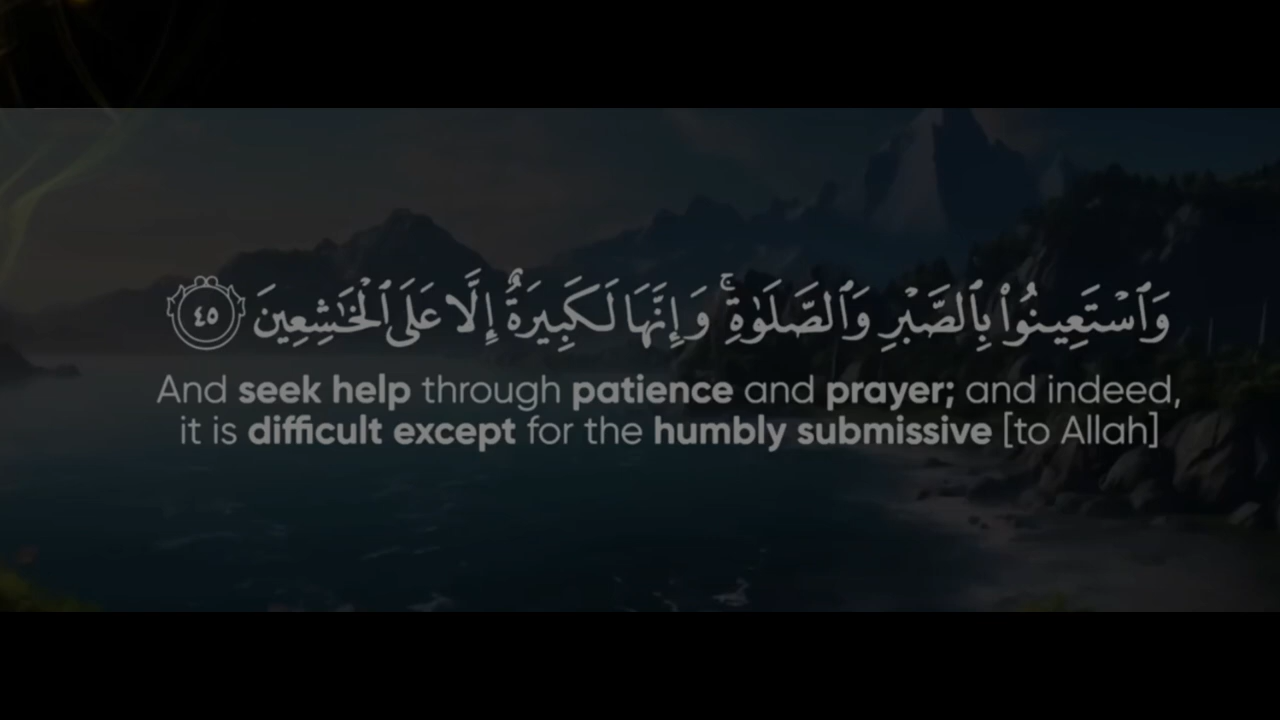 وَٱسْتَعِينُوا۟ بِٱلصَّبْرِ وَٱلصَّلَوٰةِ ۚ وَإِنَّهَا لَكَبِيرَةٌ إِلَّا عَلَى ٱلْخَـٰشِعِينَ ٤٥
And seek help through patience and prayer; and indeed,
it is difficult except for the humbly submissive [to Allah]